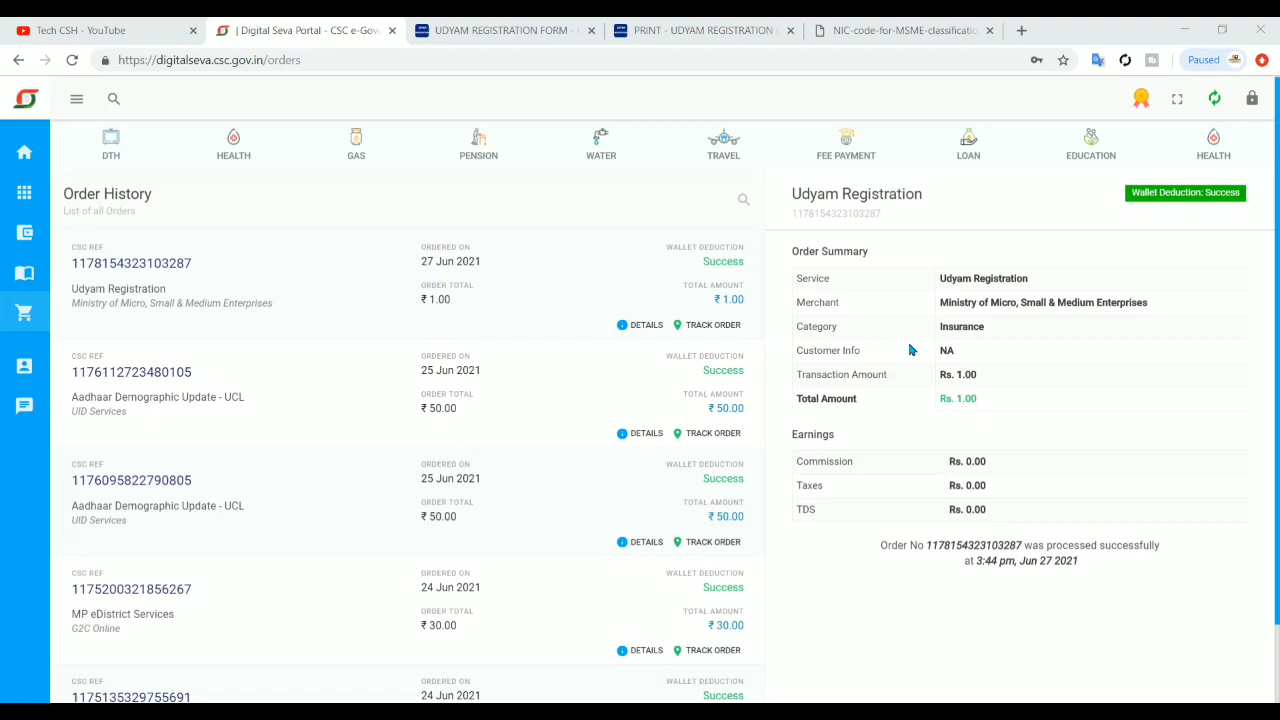 Tech CSH - YouTube
| Digital Seva Portal - CSC e-Gov
UDYAM REGISTRATION FORM -
PRINT - UDYAM REGISTRATION
NIC-code-for-MSME-classificatio
https://digitalseva.csc.gov.in/orders
Paused
DTH
HEALTH
GAS
PENSION
WATER
TRAVEL
FEE PAYMENT
LOAN
EDUCATION
HEALTH
Order History
List of all Orders
CSC REF
ORDERED ON
WALLET DEDUCTION
1178154323103287
27 Jun 2021
Success
Udyam Registration
ORDER TOTAL
TOTAL AMOUNT
Ministry of Micro, Small & Medium Enterprises
₹ 1.00
₹ 1.00
DETAILS
TRACK ORDER
CSC REF
ORDERED ON
WALLET DEDUCTION
1176112723480105
25 Jun 2021
Success
Aadhaar Demographic Update - UCL
ORDER TOTAL
TOTAL AMOUNT
UID Services
₹ 50.00
₹ 50.00
DETAILS
TRACK ORDER
CSC REF
ORDERED ON
WALLET DEDUCTION
1176095822790805
25 Jun 2021
Success
Aadhaar Demographic Update - UCL
ORDER TOTAL
TOTAL AMOUNT
UID Services
₹ 50.00
₹ 50.00
DETAILS
TRACK ORDER
CSC REF
ORDERED ON
WALLET DEDUCTION
1175200321856267
24 Jun 2021
Success
MP eDistrict Services
ORDER TOTAL
TOTAL AMOUNT
G2C Online
₹ 30.00
₹ 30.00
DETAILS
TRACK ORDER
CSC REF
ORDERED ON
WALLET DEDUCTION
1175135329755691
24 Jun 2021
Success
Udyam Registration
Wallet Deduction: Success
1178154323103287
Order Summary
Service
Udyam Registration
Merchant
Ministry of Micro, Small & Medium Enterprises
Category
Insurance
Customer Info
NA
Transaction Amount
Rs. 1.00
Total Amount
Rs. 1.00
Earnings
Commission
Rs. 0.00
Taxes
Rs. 0.00
TDS
Rs. 0.00
Order No 1178154323103287 was processed successfully
at 3:44 pm, Jun 27 2021